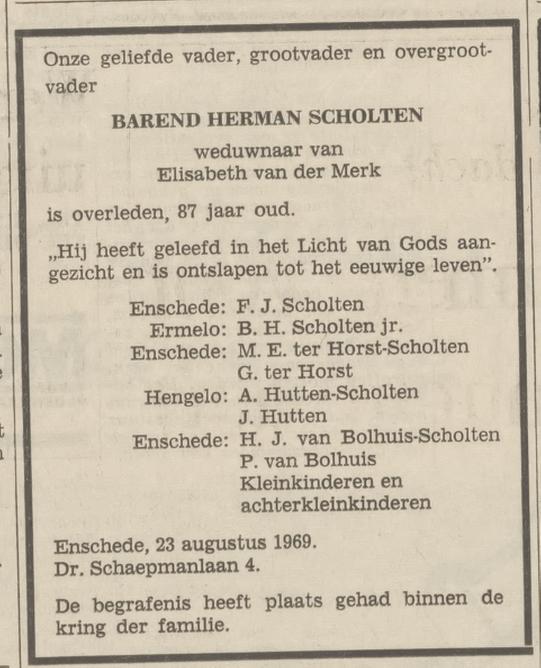 Onze geliefde vader, grootvader en overgroot-
vader
BAREND HERMAN SCHOLTEN
weduwnaar van
Elisabeth van der Merk
is overleden, 87 jaar oud.
„Hij heeft geleefd in het Licht van Gods aan-
gezicht en is ontslapen tot het eeuwige leven”.
Enschede: F. J. Scholten
Ermelo: B. H. Scholten jr.
Enschede: M. E. ter Horst-Scholten
G. ter Horst
Hengelo: A. Hutten-Scholten
J. Hutten
Enschede: H. J. van Bolhuis-Scholten
P. van Bolhuis
Kleinkinderen en
achterkleinkinderen
Enschede, 23 augustus 1969.
Dr. Schaepmanlaan 4.
De begrafenis heeft plaats gehad binnen de
kring der familie.